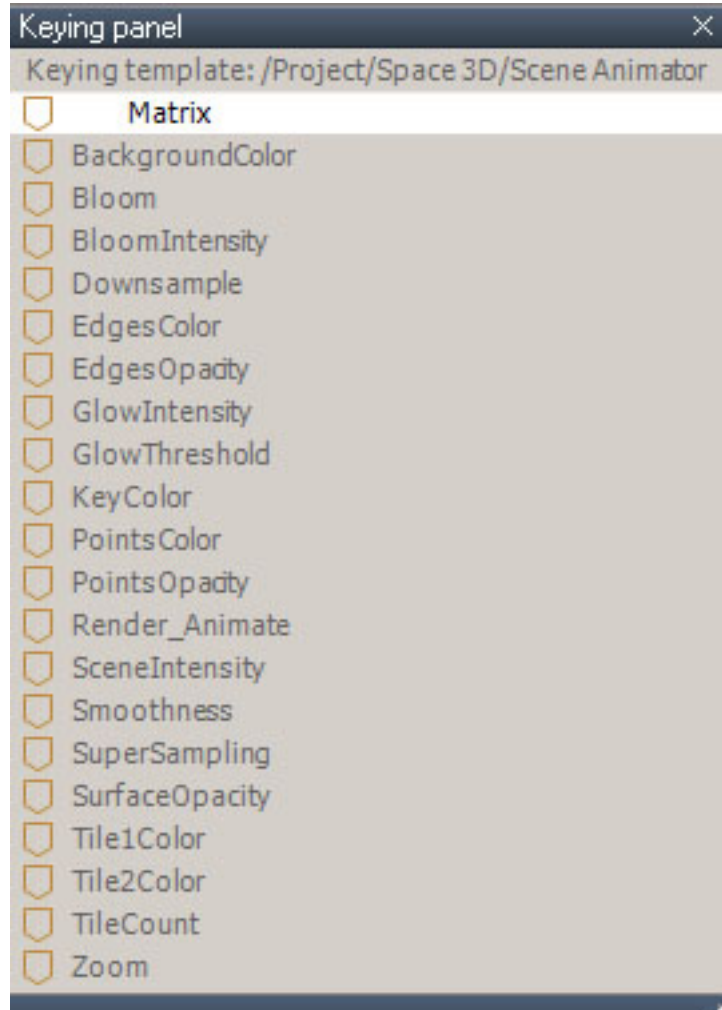 Keying panel
Keying template: /Project/Space 3D/Scene Animator
Matrix
BackgroundColor
Bloom
BloomIntensity
Downsample
EdgesColor
EdgesOpacity
GlowIntensity
GlowThreshold
KeyColor
PointsColor
PointsOpacity
Render_Animate
SceneIntensity
Smoothness
SuperSampling
SurfaceOpacity
Tile1Color
Tile2Color
TileCount
Zoom